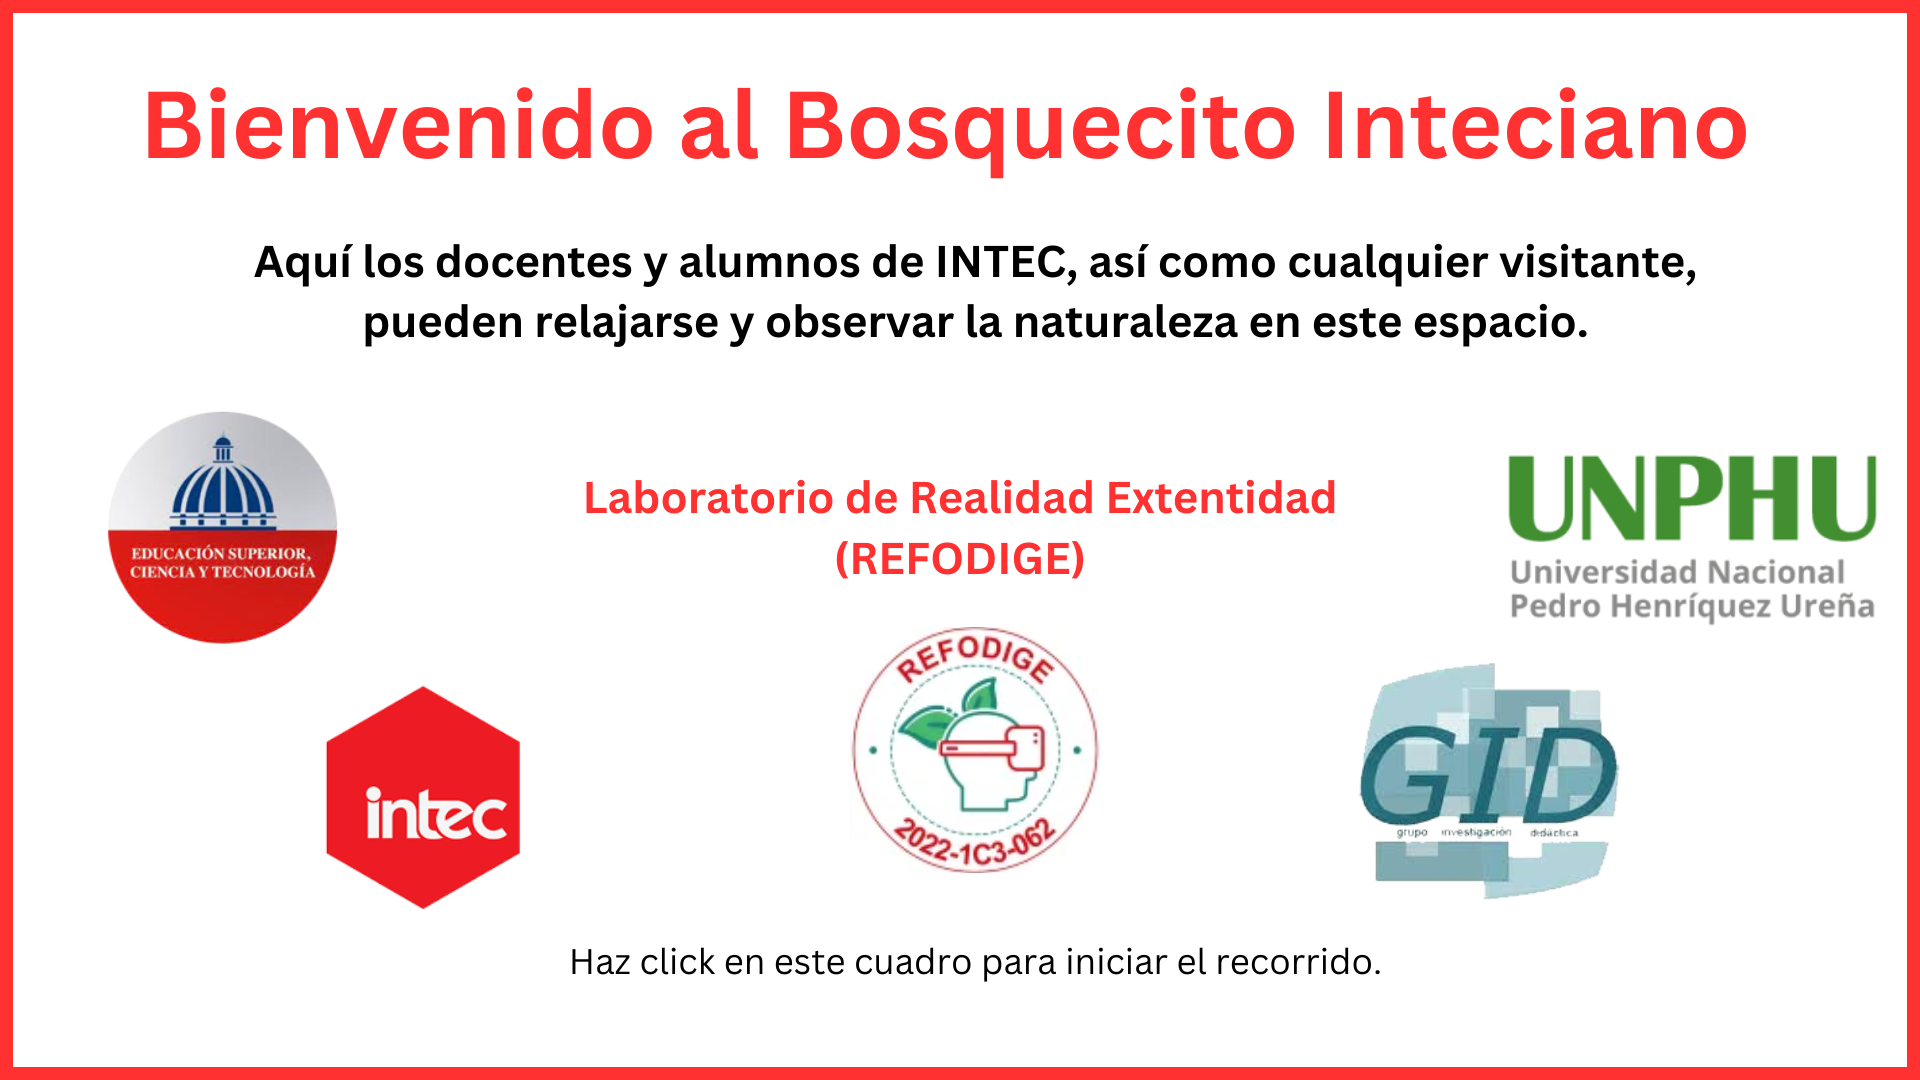 Bienvenido al Bosquecito Inteciano
Aquí los docentes y alumnos de INTEC, así como cualquier visitante,
pueden relajarse y observar la naturaleza en este espacio.
EDUCACIÓN SUPERIOR,
CIENCIA Y TECNOLOGÍA
Laboratorio de Realidad Extentidad
(REFODIGE)
UNPHU
Universidad Nacional
Pedro Henríquez Ureña
intec
REFODIGE
2022-1C3-062
GID
grupo investigación didáctica
Haz click en este cuadro para iniciar el recorrido.